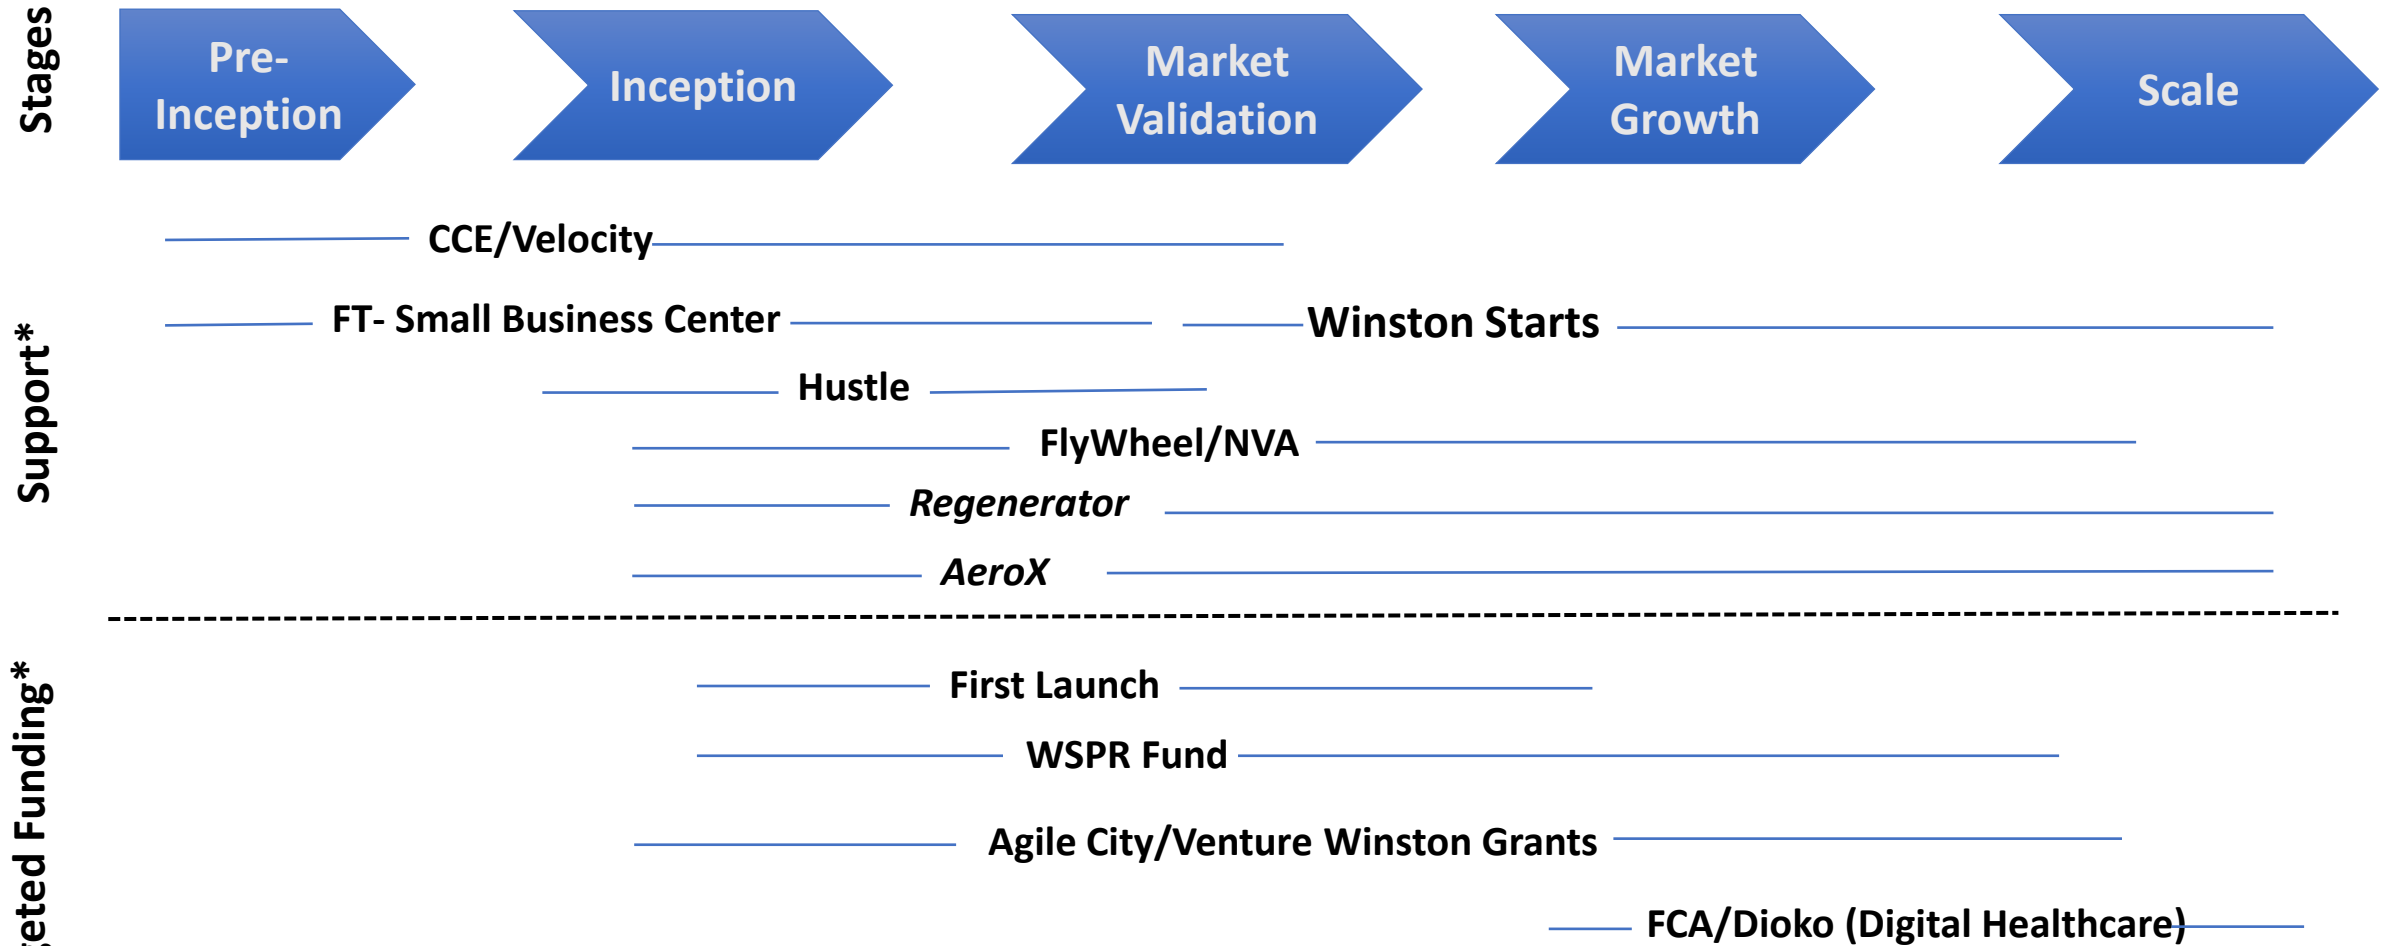 Stages
Pre-
Inception
Inception
Market
Validation
Market
Growth
Scale
Support*
CCE/Velocity
FT- Small Business Center
Winston Starts
Hustle
FlyWheel/NVA
Regenerator
AeroX
First Launch
WSPR Fund
Agile City/Venture Winston Grants
FCA/Dioko (Digital Healthcare)
Funding*